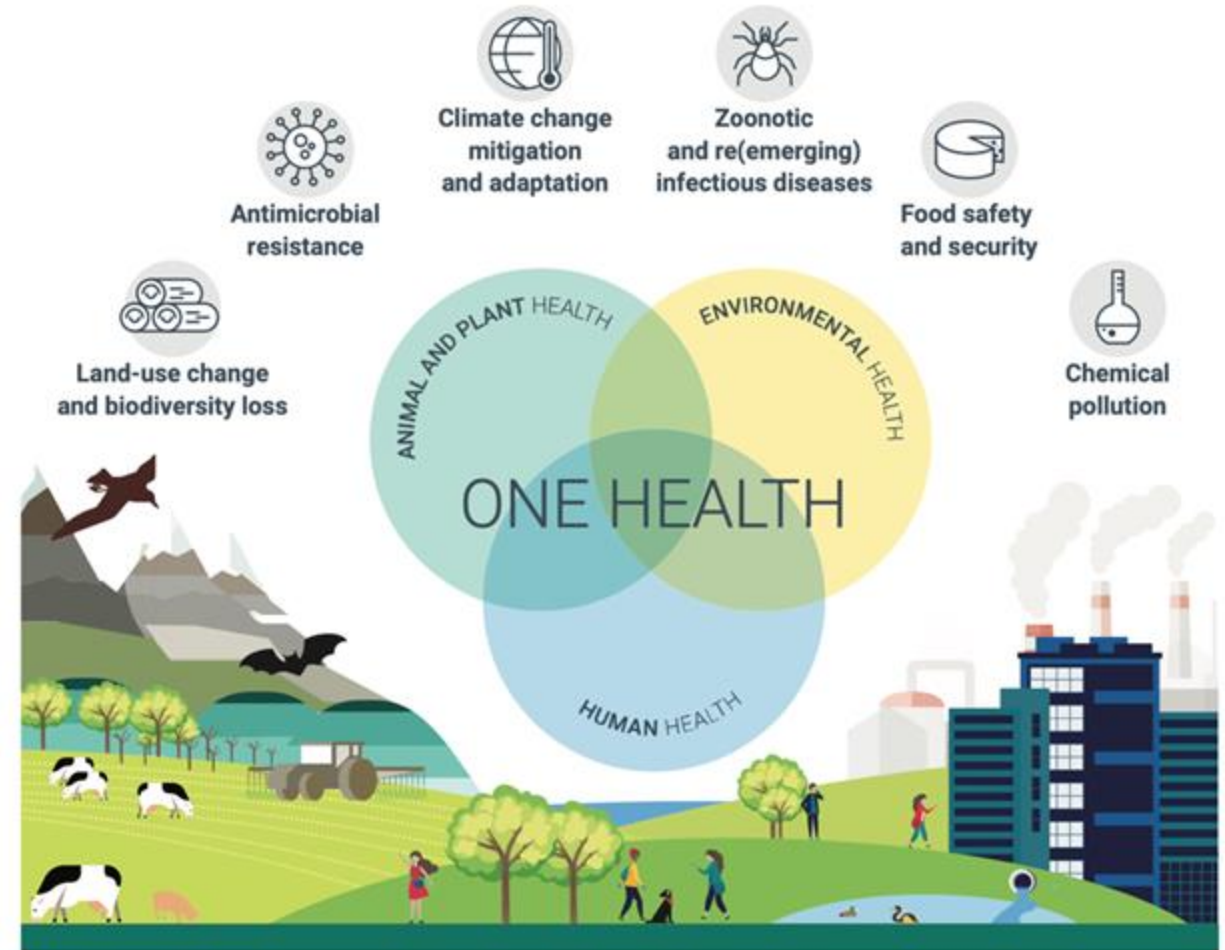 Climate change
mitigation
and adaptation
Zoonotic
and re(emerging)
infectious diseases
Antimicrobial
resistance
Food safety
and security
Land-use change
and biodiversity loss
Chemical
pollution
ANIMAL AND PLANT HEALTH
ENVIRONMENTAL HEALTH
ONE HEALTH
HUMAN HEALTH